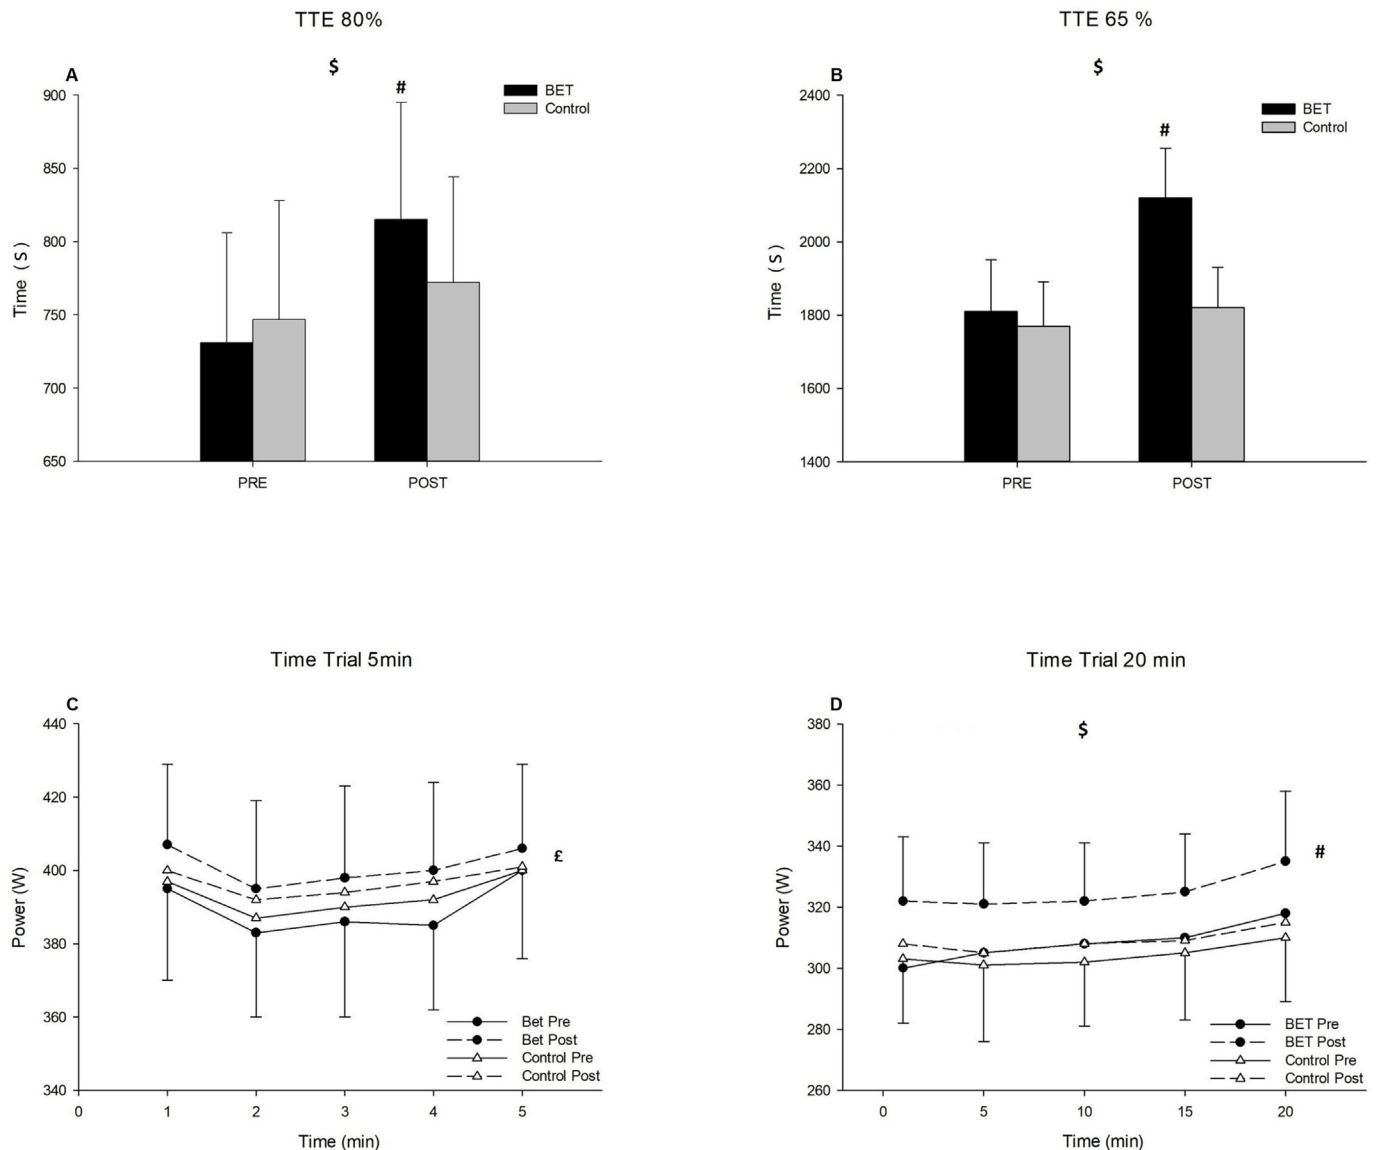 TTE 80%
A
$
#
BET
Control
900
850
800
750
700
650
Time (S)
PRE
POST
TTE 65 %
B
$
#
BET
Control
2400
2200
2000
1800
1600
1400
Time (S)
PRE
POST
Time Trial 5min
C
440
420
400
380
360
340
Power (W)
£
Bet Pre
Bet Post
Control Pre
Control Post
0 1 2 3 4 5
Time (min)
Time Trial 20 min
D
$
380
360
340
320
300
280
260
Power (W)
#
BET Pre
BET Post
Control Pre
Control Post
0 5 10 15 20
Time (min)